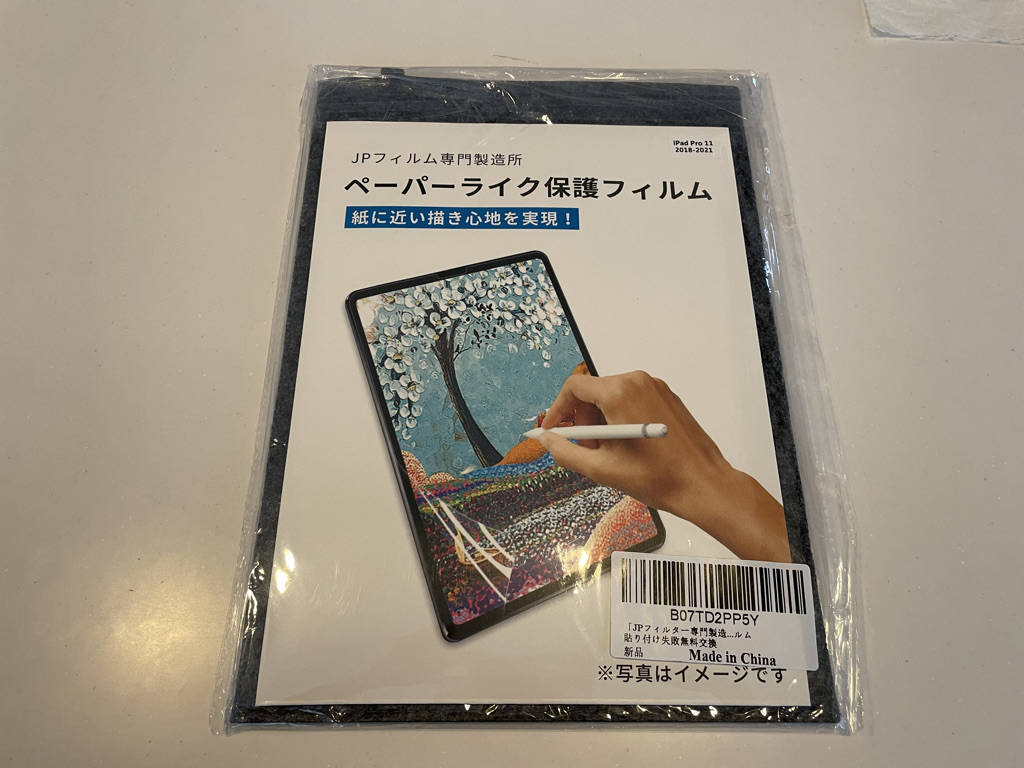 iPad Pro 11
2018-2021
JPフィルム専門製造所
ペーパーライク保護フィルム
紙に近い描き心地を実現！
B07TD2PP5Y
「JPフィルター専門製造...ルム
貼り付け失敗無料交換
新品 Made in China
※写真はイメージです